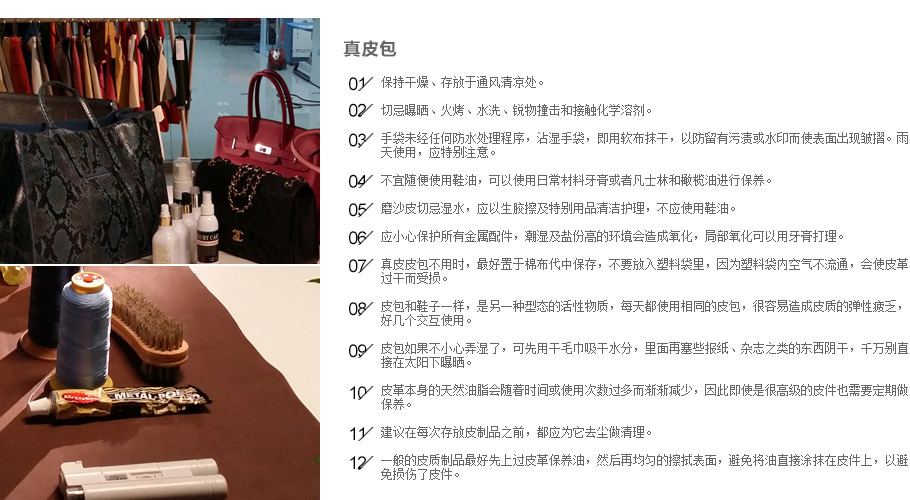 真皮包
01 保持干燥、存放于通风清凉处。
02 切忌曝晒、火烤、水洗、锐物撞击和接触化学溶剂。
03 手袋未经任何防水处理程序，沾湿手袋，即用软布抹干，以防留有污渍或水印而使表面出现皱摺。雨
天使用，应特别注意。
04 不宜随便使用鞋油，可以使用日常材料牙膏或者凡士林和橄榄油进行保养。
05 磨沙皮切忌湿水，应以生胶擦及特别用品清洁护理，不应使用鞋油。
06 应小心保护所有金属配件，潮湿及盐份高的环境会造成氧化，局部氧化可以用牙膏打理。
07 真皮皮包不用时，最好置于棉布代中保存，不要放入塑料袋里，因为塑料袋内空气不流通，会使皮革
过干而受损。
08 皮包和鞋子一样，是另一种型态的活性物质，每天都使用相同的皮包，很容易造成皮质的弹性疲乏，
好几个交互使用。
09 皮包如果不小心弄湿了，可先用干毛巾吸干水分，里面再塞些报纸、杂志之类的东西阴干，千万别直
接在太阳下曝晒。
10 皮革本身的天然油脂会随着时间或使用次数过多而渐渐减少，因此即使是很高级的皮件也需要定期做
保养。
11 建议在每次存放皮制品之前，都应为它去尘做清理。
12 一般的皮质制品最好先上过皮革保养油，然后再均匀的擦拭表面，避免将油直接涂抹在皮件上，以避
免损伤了皮件。
LUXURY CARE
AUTOSOL
METAL POLISH